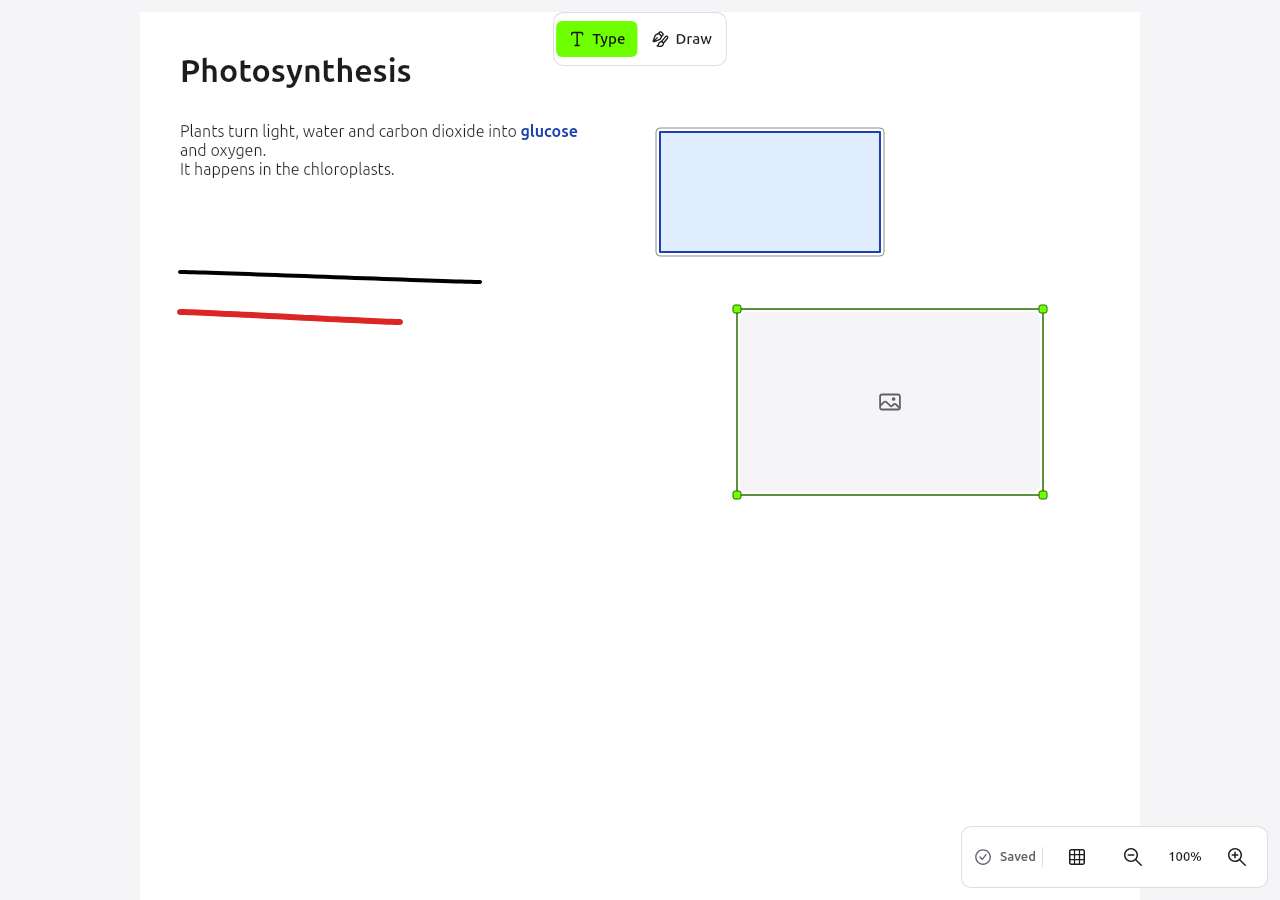 Type Draw
Photosynthesis
Plants turn light, water and carbon dioxide into glucose
and oxygen.
It happens in the chloroplasts.
Saved 100%